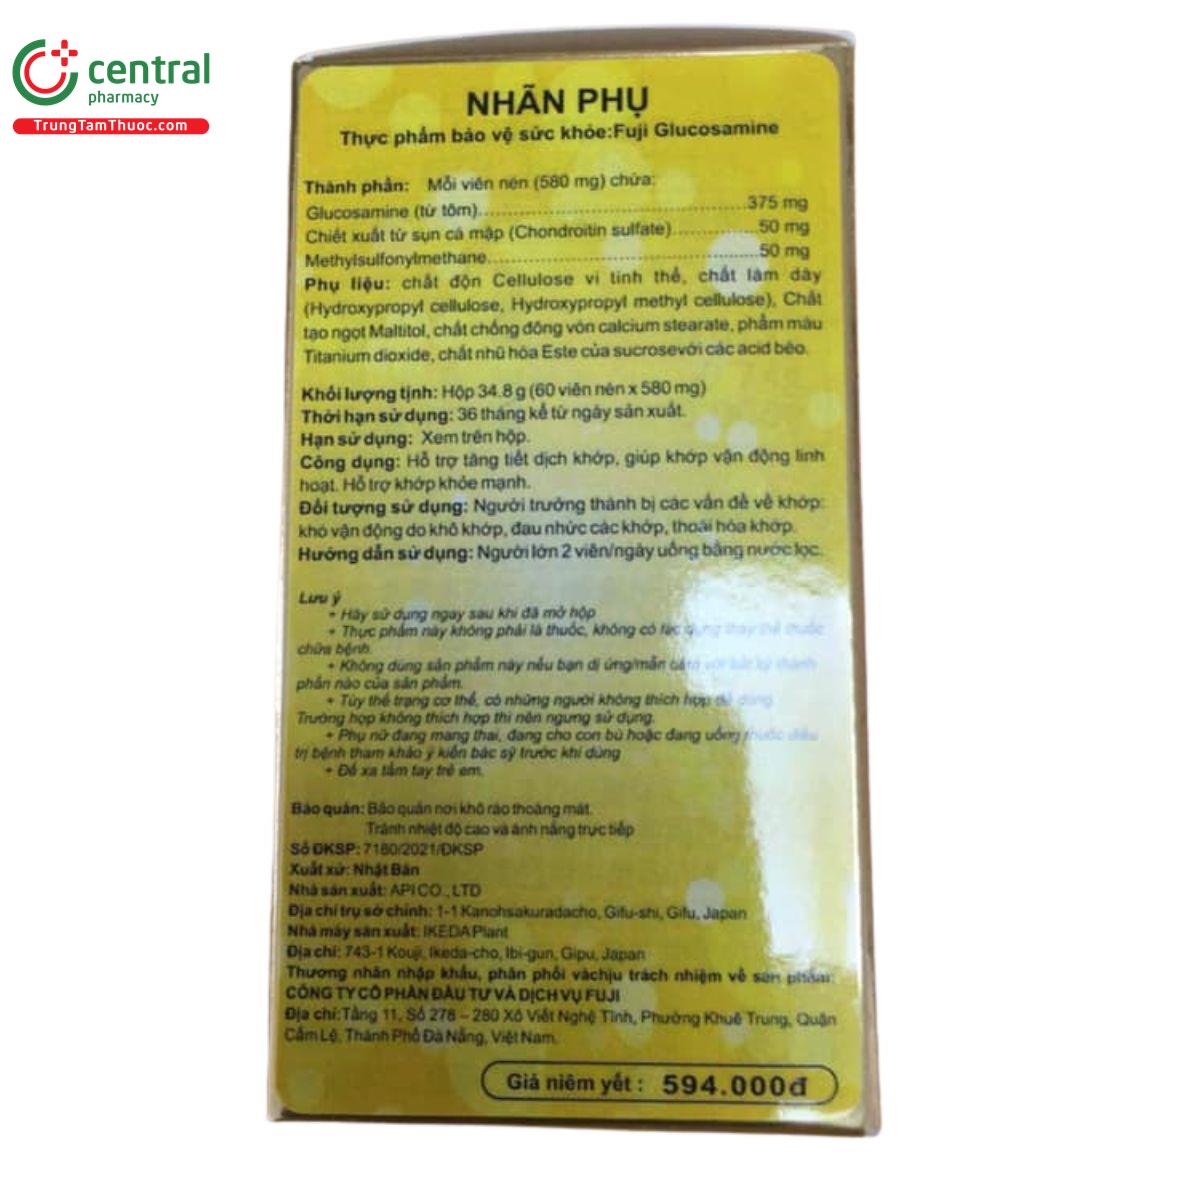 central
pharmacy
TrungTamThuoc.com
NHÃN PHỤ
Thực phẩm bảo vệ sức khỏe:Fuji Glucosamine
Thành phần: Mỗi viên nén (580 mg) chứa:
Glucosamine (từ tôm)..........375 mg
Chiết xuất từ sụn cá mập (Chondroitin sulfate)..........50 mg
Methylsulfonylmethane..........50 mg
Phụ liệu: chất độn Cellulose vi tinh thể, chất làm dày
(Hydroxypropyl cellulose, Hydroxypropyl methyl cellulose), Chất
tạo ngọt Maltitol, chất chống đông vón calcium stearate, phẩm màu
Titanium dioxide, chất nhũ hóa Este của sucrosevới các acid béo.
Khối lượng tịnh: Hộp 34.8 g (60 viên nén x 580 mg)
Thời hạn sử dụng: 36 tháng kể từ ngày sản xuất.
Hạn sử dụng: Xem trên hộp.
Công dụng: Hỗ trợ tăng tiết dịch khớp, giúp khớp vận động linh
hoạt. Hỗ trợ khớp khỏe mạnh.
Đối tượng sử dụng: Người trưởng thành bị các vấn đề về khớp:
khó vận động do khô khớp, đau nhức các khớp, thoái hóa khớp.
Hướng dẫn sử dụng: Người lớn 2 viên/ngày uống bằng nước lọc.
Lưu ý
+ Hãy sử dụng ngay sau khi đã mở hộp
+ Thực phẩm này không phải là thuốc, không có tác dụng thay thế thuốc
chữa bệnh.
+ Không dùng sản phẩm này nếu bạn dị ứng/mẫn cảm với bất kỳ thành
phần nào của sản phẩm.
+ Tùy thể trạng cơ thể, có những người không thích hợp để dùng.
Trường hợp không thích hợp thì nên ngưng sử dụng.
+ Phụ nữ đang mang thai, đang cho con bú hoặc đang uống thuốc điều
trị bệnh tham khảo ý kiến bác sỹ trước khi dùng
+ Để xa tầm tay trẻ em.
Bảo quản: Bảo quản nơi khô ráo thoáng mát.
Tránh nhiệt độ cao và ánh nắng trực tiếp
Số ĐKSP: 7180/2021/ĐKSP
Xuất xứ: Nhật Bản
Nhà sản xuất: API CO., LTD
Địa chỉ trụ sở chính: 1-1 Kanohsakuradacho, Gifu-shi, Gifu, Japan
Nhà máy sản xuất: IKEDA Plant
Địa chỉ: 743-1 Kouji, Ikeda-cho, Ibi-gun, Gipu, Japan
Thương nhân nhập khẩu, phân phối vàchịu trách nhiệm về sản phẩm:
CÔNG TY CỔ PHẦN ĐẦU TƯ VÀ DỊCH VỤ FUJI
Địa chỉ:Tầng 11, Số 278 – 280 Xô Viết Nghệ Tĩnh, Phường Khuê Trung, Quận
Cẩm Lệ, Thành Phố Đà Nẵng, Việt Nam.
Giá niêm yết : 594.000đ